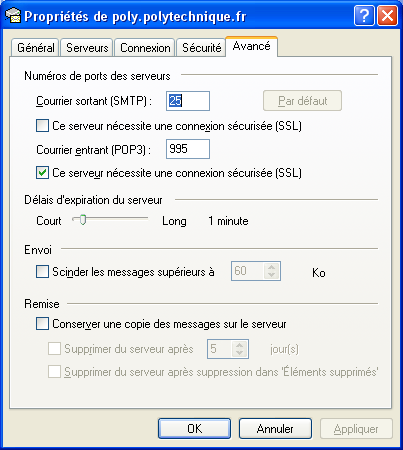 Propriétés de poly.polytechnique.fr
Général Serveurs Connexion Sécurité Avancé
Numéros de ports des serveurs
Courrier sortant (SMTP) : 25 Par défaut
Ce serveur nécessite une connexion sécurisée (SSL)
Courrier entrant (POP3) : 995
Ce serveur nécessite une connexion sécurisée (SSL)
Délais d'expiration du serveur
Court Long 1 minute
Envoi
Scinder les messages supérieurs à 60 Ko
Remise
Conserver une copie des messages sur le serveur
Supprimer du serveur après 5 jour(s)
Supprimer du serveur après suppression dans 'Éléments supprimés'
OK Annuler Appliquer